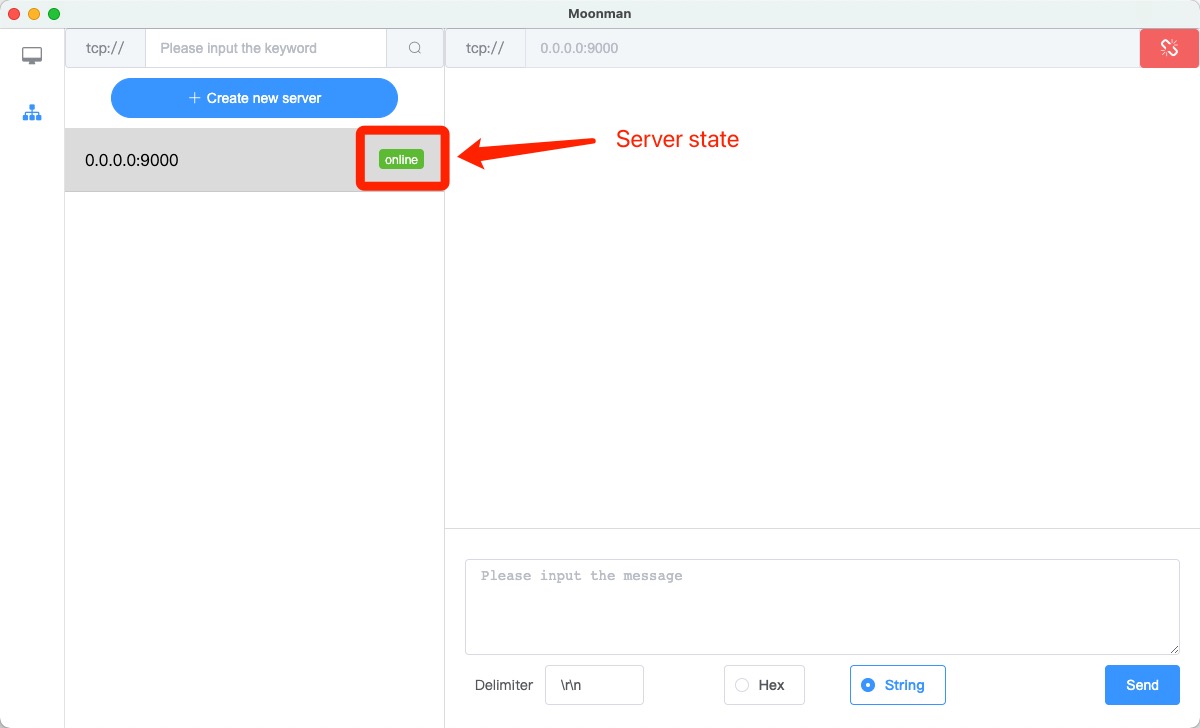 Moonman
tcp:// Please input the keyword
tcp:// 0.0.0.0:9000
+ Create new server
0.0.0.0:9000 online
Server state
Please input the message
Delimiter \r\n Hex String Send